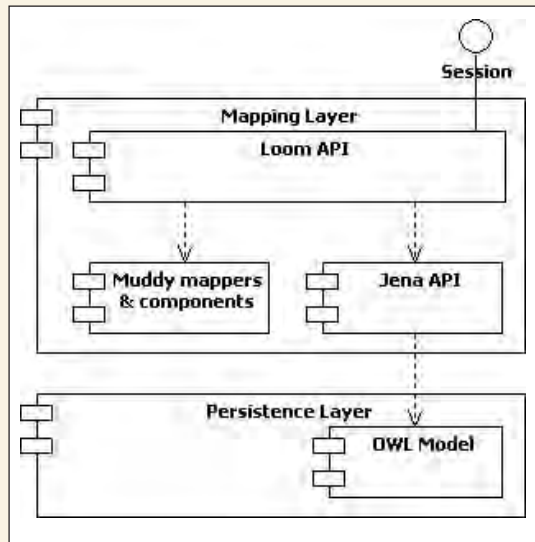 Session
Mapping Layer
Loom API
Muddy mappers
& components
Jena API
Persistence Layer
OWL Model